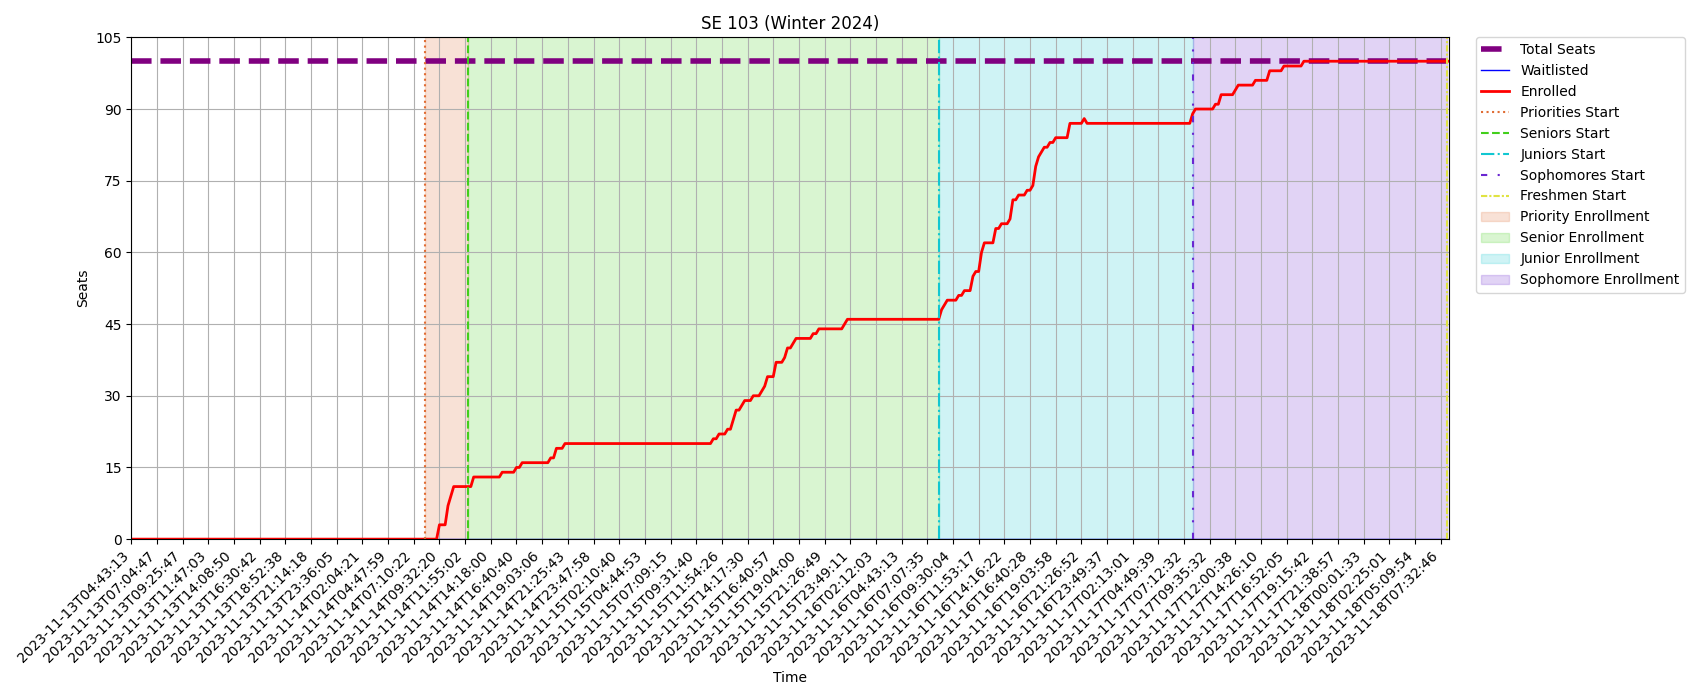 SE 103 (Winter 2024)
Seats
105
90
75
60
45
30
15
0
2023-11-13T04:43:13
2023-11-13T07:04:47
2023-11-13T09:25:47
2023-11-13T11:47:03
2023-11-13T14:08:50
2023-11-13T16:30:42
2023-11-13T18:52:38
2023-11-13T21:14:18
2023-11-13T23:36:05
2023-11-14T02:04:21
2023-11-14T04:47:59
2023-11-14T07:10:22
2023-11-14T09:32:20
2023-11-14T11:55:02
2023-11-14T14:18:00
2023-11-14T16:40:40
2023-11-14T19:03:06
2023-11-14T21:25:43
2023-11-14T23:47:58
2023-11-15T02:10:40
2023-11-15T04:44:53
2023-11-15T07:09:15
2023-11-15T09:31:40
2023-11-15T11:54:26
2023-11-15T14:17:30
2023-11-15T16:40:57
2023-11-15T19:04:00
2023-11-15T21:26:49
2023-11-15T23:49:11
2023-11-16T02:12:03
2023-11-16T04:43:13
2023-11-16T07:07:35
2023-11-16T09:30:04
2023-11-16T11:53:17
2023-11-16T14:16:22
2023-11-16T16:40:28
2023-11-16T19:03:58
2023-11-16T21:26:52
2023-11-16T23:49:37
2023-11-17T02:13:01
2023-11-17T04:49:39
2023-11-17T07:12:32
2023-11-17T09:35:32
2023-11-17T12:00:38
2023-11-17T14:26:10
2023-11-17T16:52:05
2023-11-17T19:15:42
2023-11-17T21:38:57
2023-11-18T00:01:33
2023-11-18T02:25:01
2023-11-18T05:09:54
2023-11-18T07:32:46
Time
Total Seats
Waitlisted
Enrolled
Priorities Start
Seniors Start
Juniors Start
Sophomores Start
Freshmen Start
Priority Enrollment
Senior Enrollment
Junior Enrollment
Sophomore Enrollment